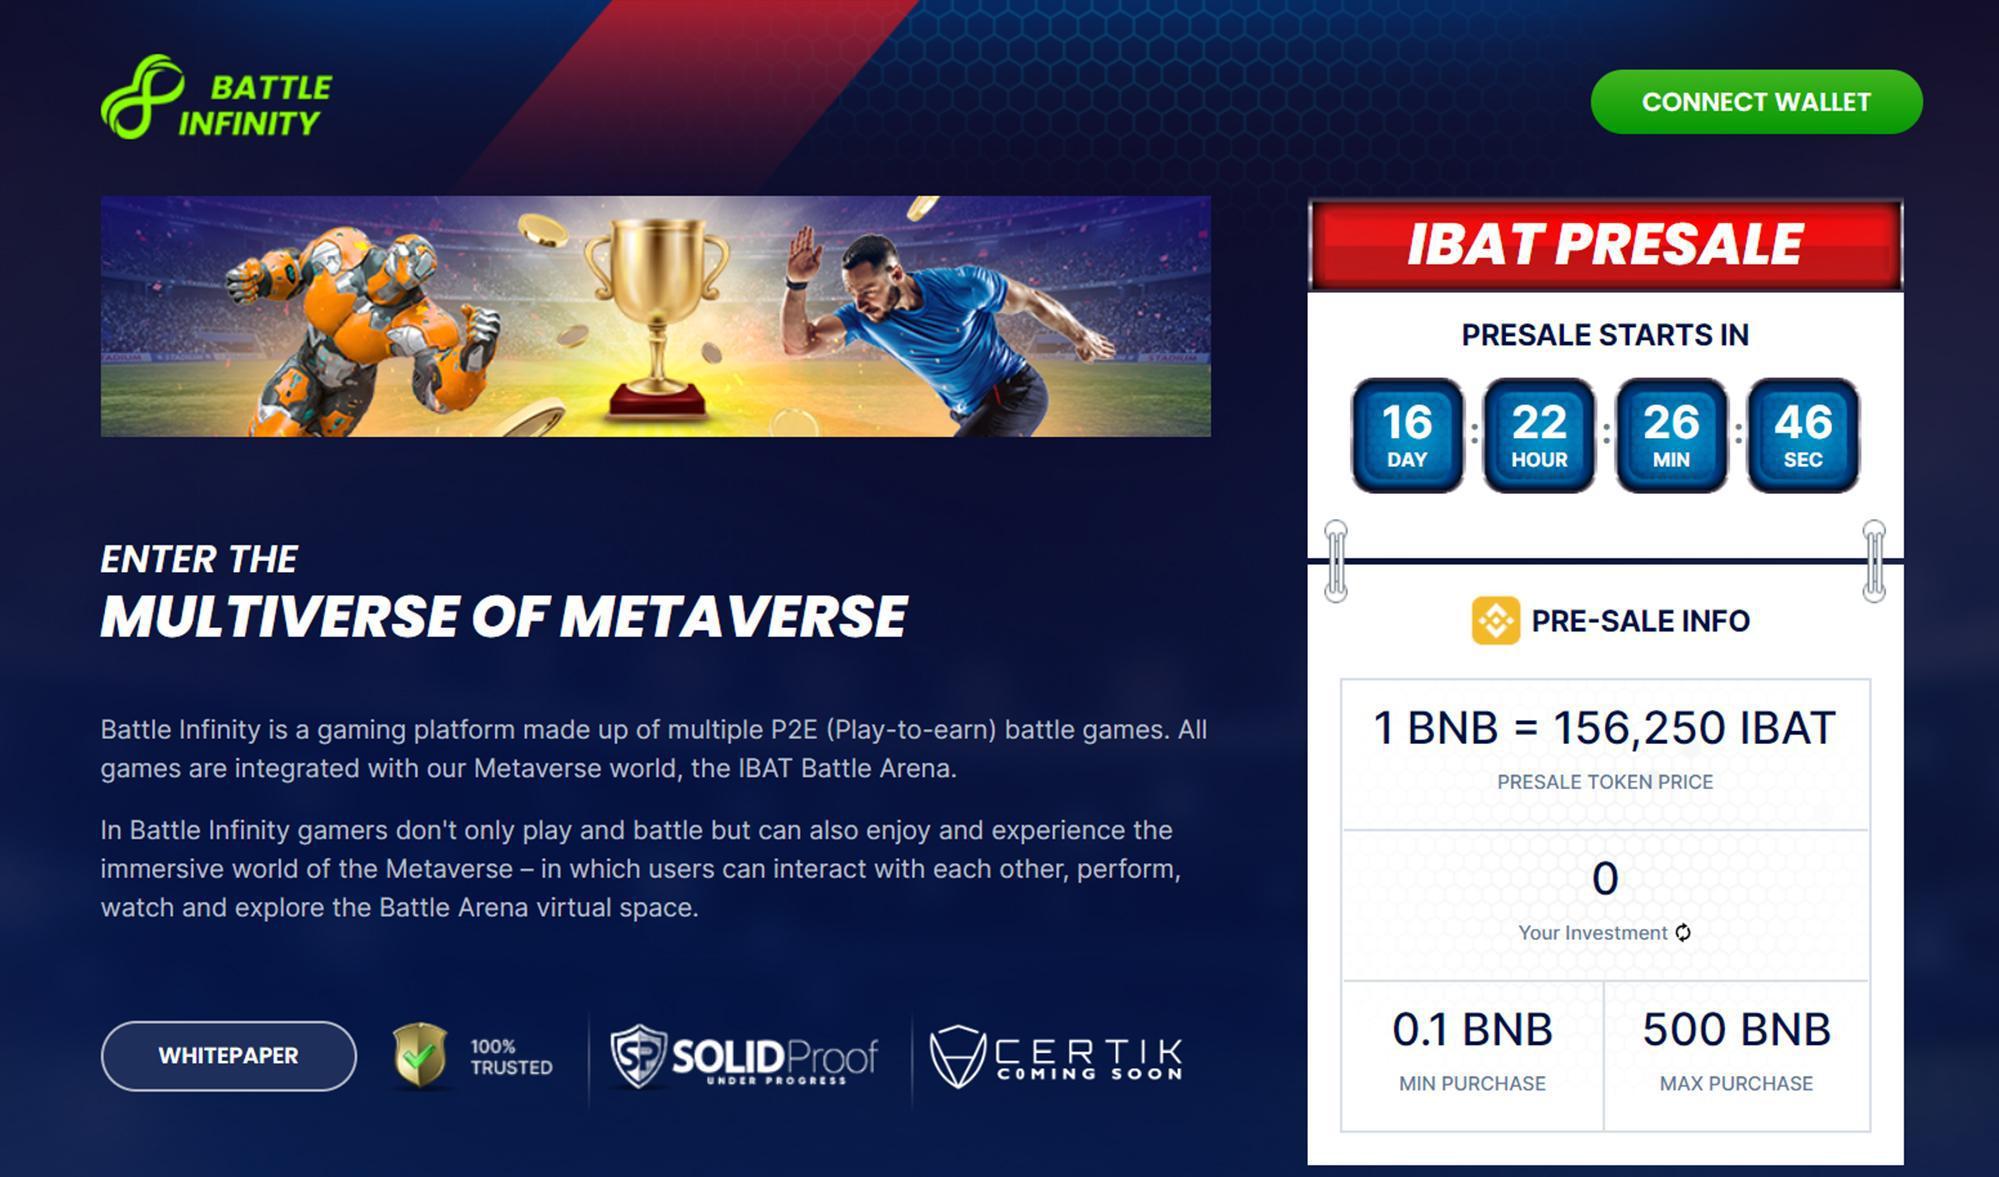 BATTLE
INFINITY
CONNECT WALLET
STADIUM
STADIUM
ENTER THE
MULTIVERSE OF METAVERSE
Battle Infinity is a gaming platform made up of multiple P2E (Play-to-earn) battle games. All
games are integrated with our Metaverse world, the IBAT Battle Arena.
In Battle Infinity gamers don't only play and battle but can also enjoy and experience the
immersive world of the Metaverse – in which users can interact with each other, perform,
watch and explore the Battle Arena virtual space.
WHITEPAPER
100%
TRUSTED
SP SOLIDProof
UNDER PROGRESS
CERTIK
COMING SOON
IBAT PRESALE
PRESALE STARTS IN
16 : 22 : 26 : 46
DAY HOUR MIN SEC
PRE-SALE INFO
1 BNB = 156,250 IBAT
PRESALE TOKEN PRICE
0
Your Investment
0.1 BNB 500 BNB
MIN PURCHASE MAX PURCHASE